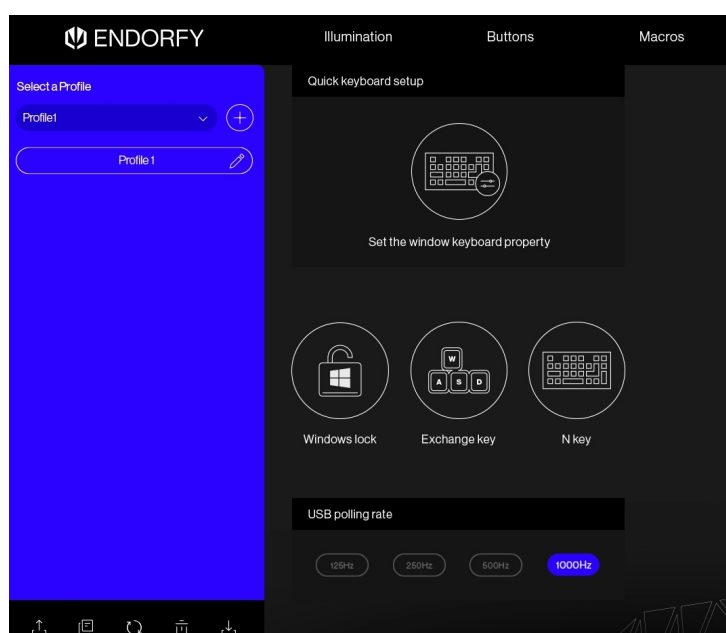 ENDORFY
Illumination
Buttons
Macros
Select a Profile
Profile1
Profile 1
Quick keyboard setup
Set the window keyboard property
W
A S D
Windows lock
Exchange key
N key
USB polling rate
125Hz
250Hz
500Hz
1000Hz